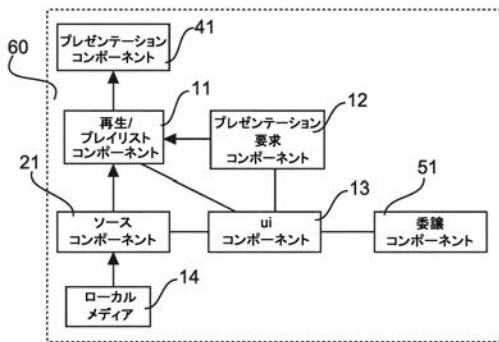 60
プレゼンテーション
コンポーネント
41
再生/
プレイリスト
コンポーネント
11
プレゼンテーション
要求
コンポーネント
12
21
ソース
コンポーネント
ui
コンポーネント
13
委譲
コンポーネント
51
ローカル
メディア
14